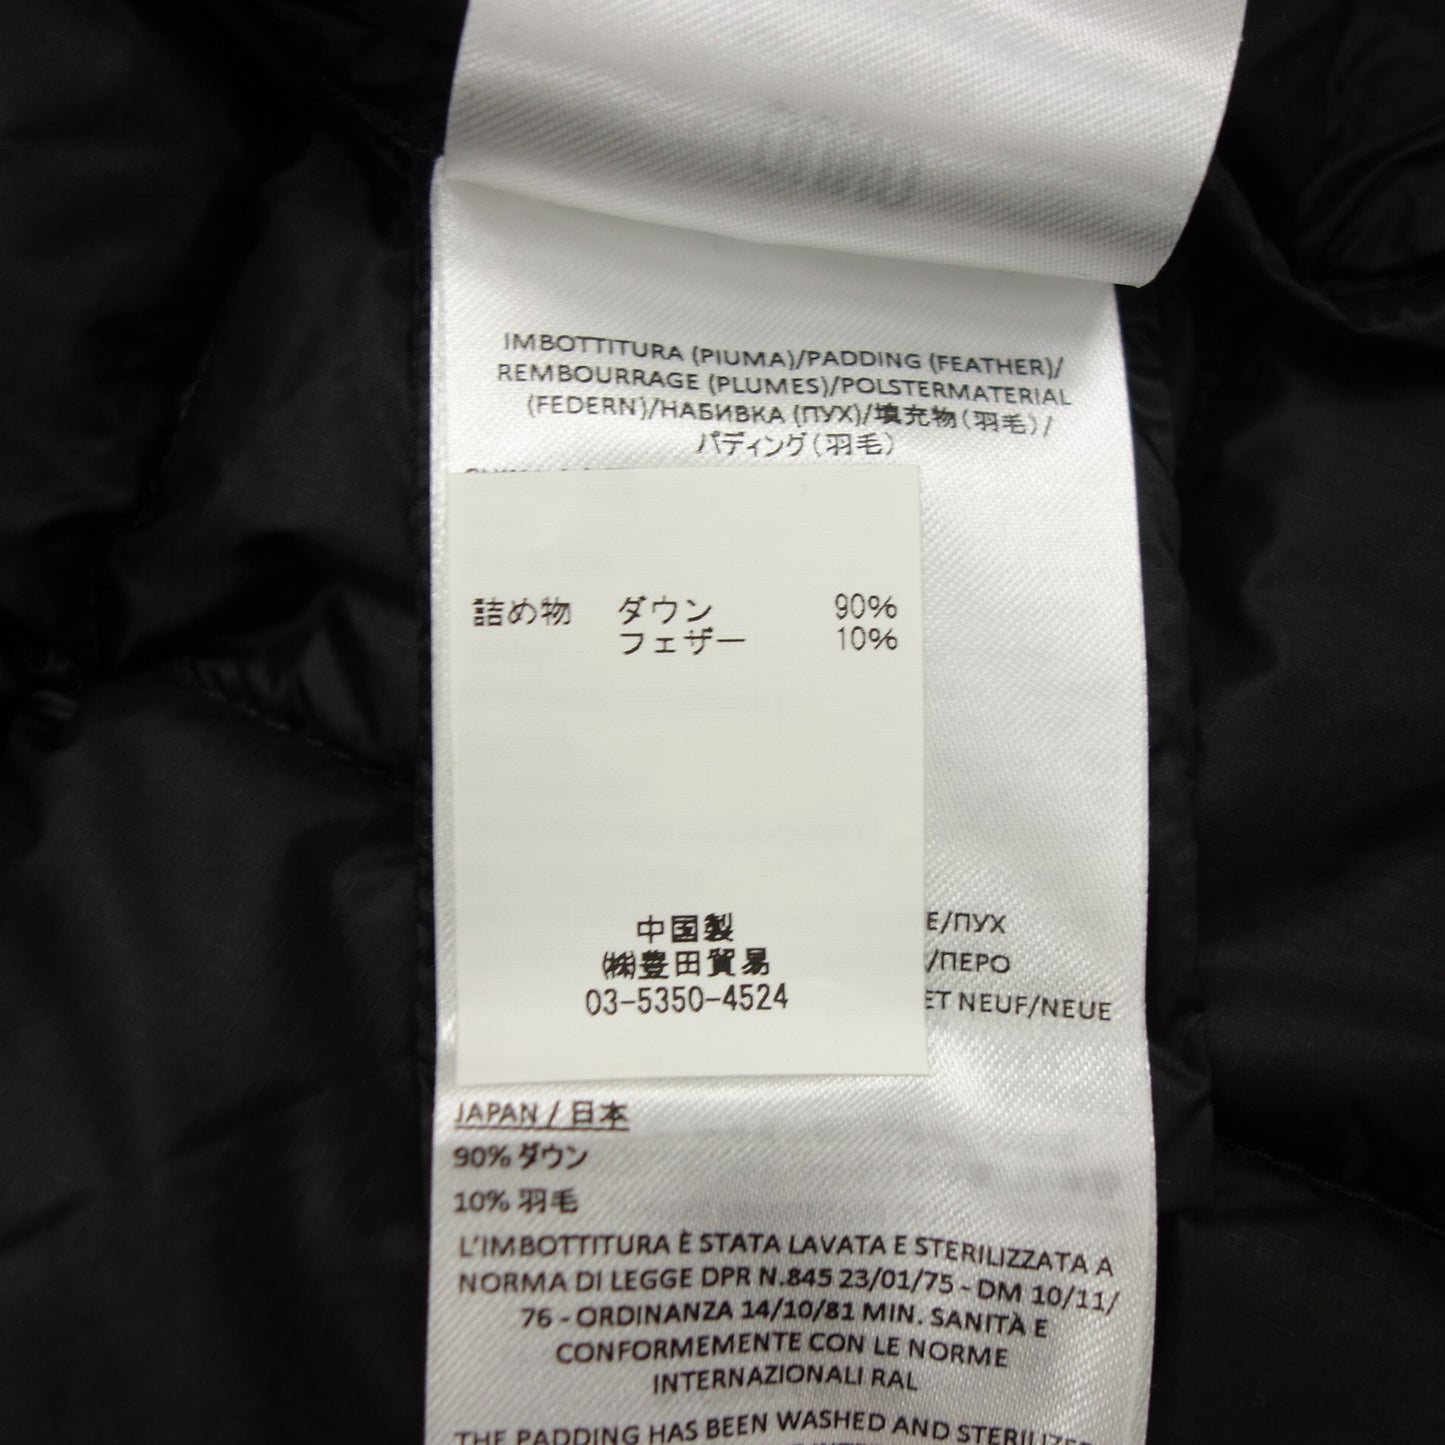 IMBOTTITURA (PIUMA)/PADDING (FEATHER)/
REMBOURRAGE (PLUMES)/POLSTERMATERIAL
(FEDERN)/НАБИВКА (ПУХ)/填充物(羽毛)/
パディング(羽毛)
詰め物 ダウン 90%
フェザー 10%
中国製
㈱豊田貿易
03-5350-4524
E/ПУХ
/ПЕРО
ET NEUF/NEUE
JAPAN / 日本
90% ダウン
10% 羽毛
L'IMBOTTITURA È STATA LAVATA E STERILIZZATA A
NORMA DI LEGGE DPR N.845 23/01/75 - DM 10/11/
76 - ORDINANZA 14/10/81 MIN. SANITÀ E
CONFORMEMENTE CON LE NORME
INTERNAZIONALI RAL
THE PADDING HAS BEEN WASHED AND STERILIZED